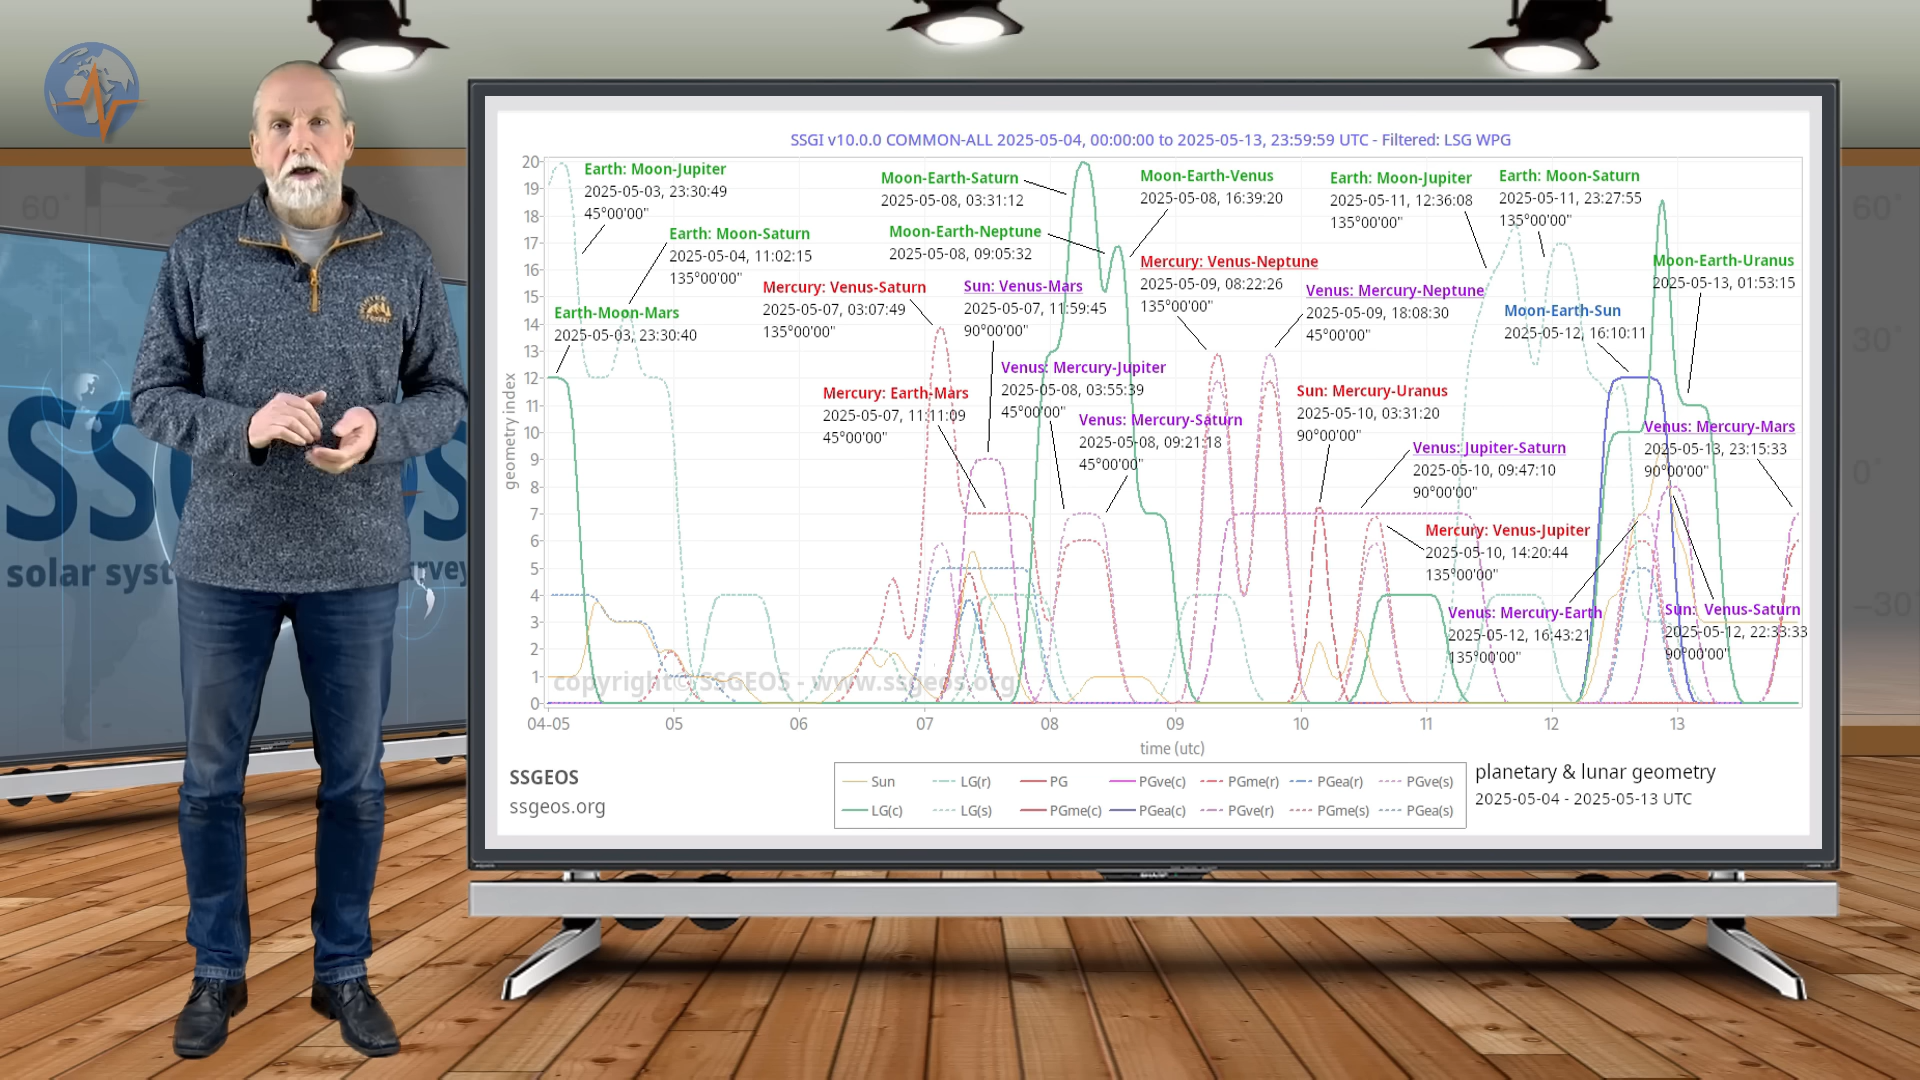 60°
SS
S
solar syst
rvey
SSGI v10.0.0 COMMON-ALL 2025-05-04, 00:00:00 to 2025-05-13, 23:59:59 UTC - Filtered: LSG WPG
Earth: Moon-Jupiter
2025-05-03, 23:30:49
45°00'00"
Earth: Moon-Saturn
2025-05-04, 11:02:15
135°00'00"
Earth-Moon-Mars
2025-05-03, 23:30:40
Mercury: Venus-Saturn
2025-05-07, 03:07:49
135°00'00"
Mercury: Earth-Mars
2025-05-07, 11:11:09
45°00'00"
Moon-Earth-Saturn
2025-05-08, 03:31:12
Moon-Earth-Neptune
2025-05-08, 09:05:32
Sun: Venus-Mars
2025-05-07, 11:59:45
90°00'00"
Venus: Mercury-Jupiter
2025-05-08, 03:55:39
45°00'00"
Venus: Mercury-Saturn
2025-05-08, 09:21:18
45°00'00"
Moon-Earth-Venus
2025-05-08, 16:39:20
Mercury: Venus-Neptune
2025-05-09, 08:22:26
135°00'00"
Venus: Mercury-Neptune
2025-05-09, 18:08:30
45°00'00"
Sun: Mercury-Uranus
2025-05-10, 03:31:20
90°00'00"
Venus: Jupiter-Saturn
2025-05-10, 09:47:10
90°00'00"
Mercury: Venus-Jupiter
2025-05-10, 14:20:44
135°00'00"
Earth: Moon-Jupiter
2025-05-11, 12:36:08
135°00'00"
Earth: Moon-Saturn
2025-05-11, 23:27:55
135°00'00"
Moon-Earth-Sun
2025-05-12, 16:10:11
Venus: Mercury-Earth
2025-05-12, 16:43:21
135°00'00"
Moon-Earth-Uranus
2025-05-13, 01:53:15
Venus: Mercury-Mars
2025-05-13, 23:15:33
90°00'00"
Sun: Venus-Saturn
2025-05-12, 22:33:33
90°00'00"
geometry index
20
19
18
17
16
15
14
13
12
11
10
9
8
7
6
5
4
3
2
1
0
copyright© SSGEOS - www.ssgeos.org
04-05 05 06 07 08 09 10 11 12 13
time (utc)
SSGEOS
ssgeos.org
Sun LG(r) PG PGve(c) PGme(r) PGea(r) PGve(s)
LG(c) LG(s) PGme(c) PGea(c) PGve(r) PGme(s) PGea(s)
planetary & lunar geometry
2025-05-04 - 2025-05-13 UTC
SHARP
60°
30°
0°
−30°